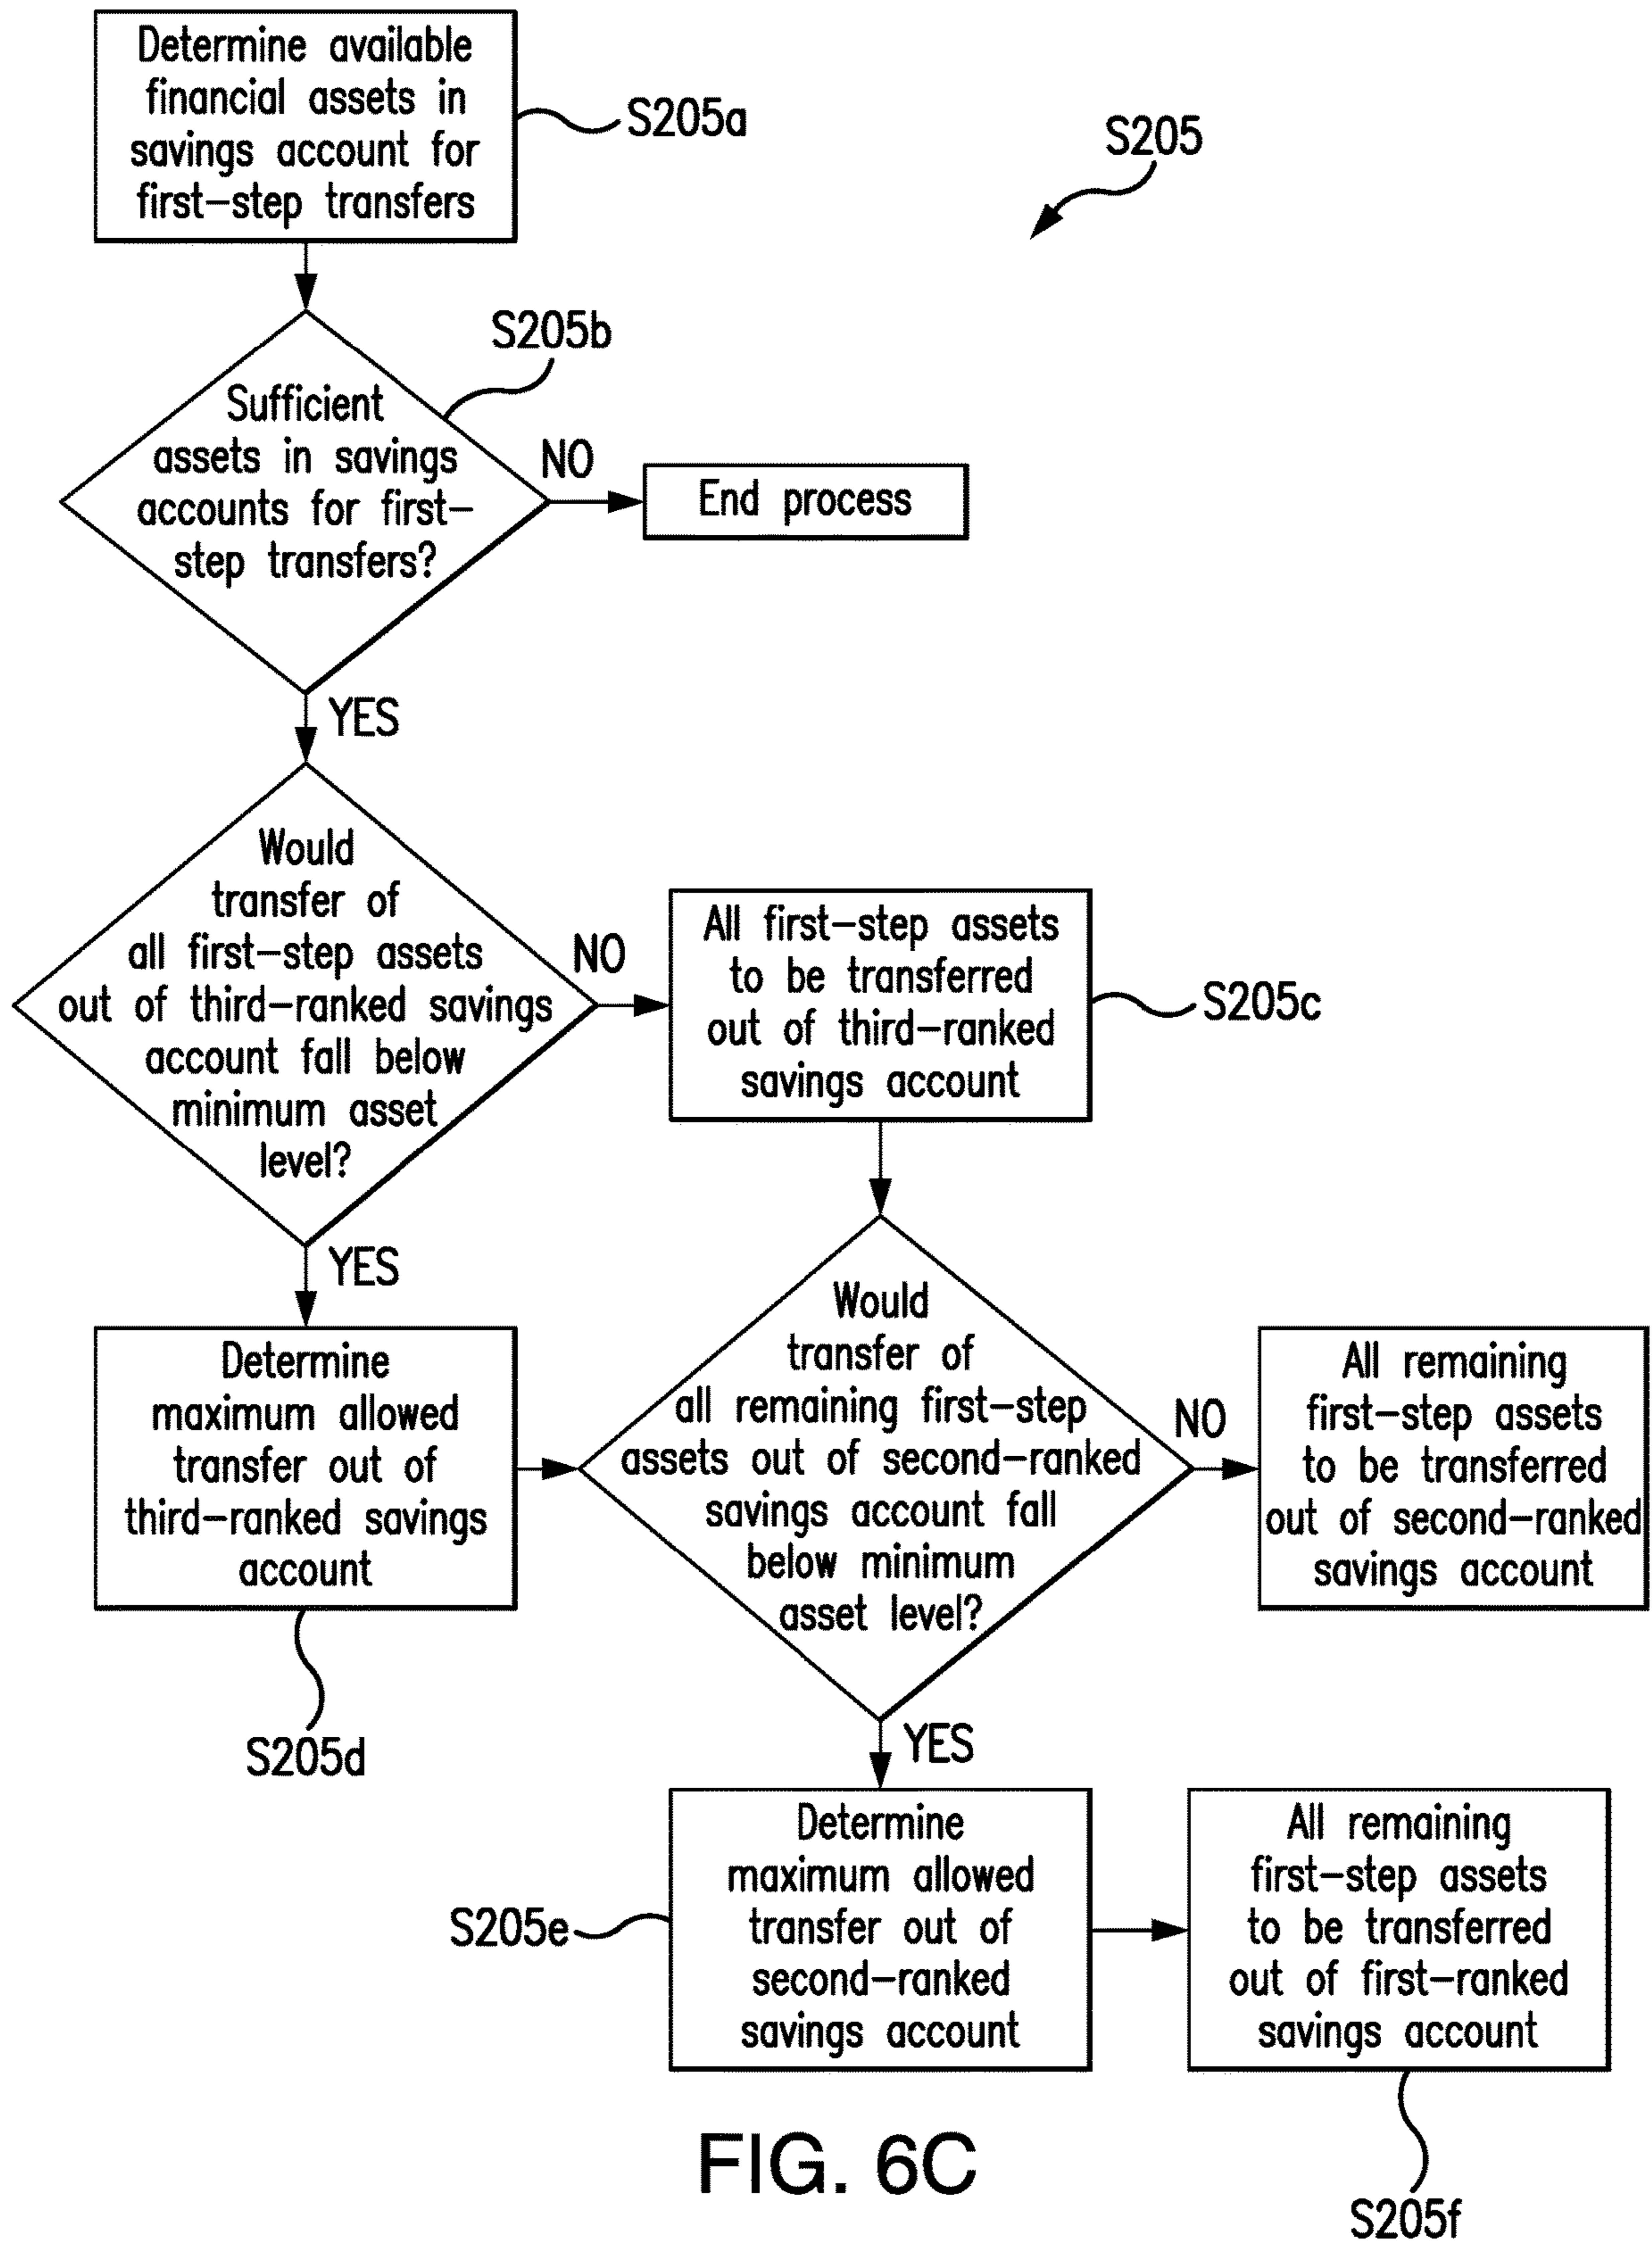 Determine available
financial assets in
savings account for
first-step transfers
S205a
S205
S205b
Sufficient
assets in savings
accounts for first-
step transfers?
NO
End process
YES
Would
transfer of
all first-step assets
out of third-ranked savings
account fall below
minimum asset
level?
NO
All first-step assets
to be transferred
out of third-ranked
savings account
S205c
YES
Determine
maximum allowed
transfer out of
third-ranked savings
account
S205d
Would
transfer of
all remaining first-step
assets out of second-ranked
savings account fall
below minimum
asset level?
NO
All remaining
first-step assets
to be transferred
out of second-ranked
savings account
YES
Determine
maximum allowed
transfer out of
second-ranked
savings account
S205e
All remaining
first-step assets
to be transferred
out of first-ranked
savings account
S205f
FIG. 6C